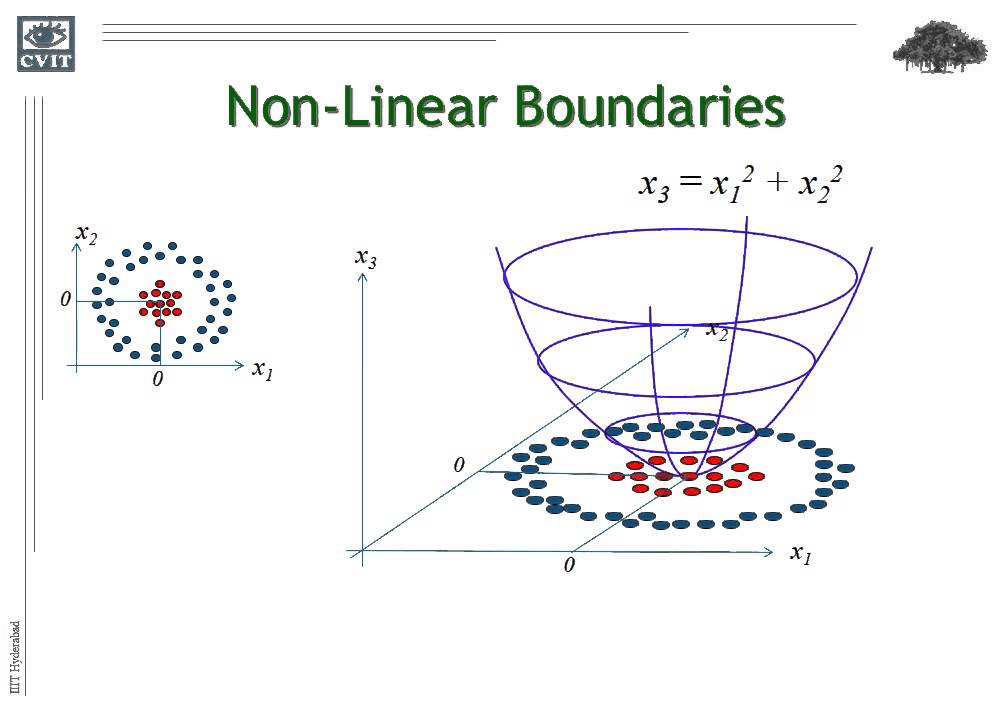 CVIT
Non-Linear Boundaries
x₃ = x₁² + x₂²
x₂
0
0
x₁
x₃
x₂
0
0
x₁
IIIT Hyderabad